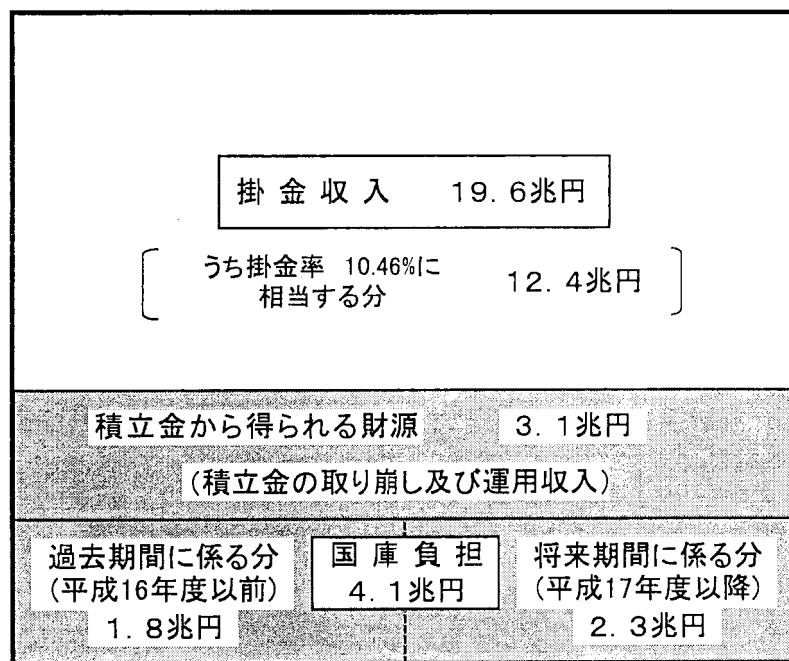 掛金収入 19.6兆円
うち掛金率 10.46%に
相当する分 12.4兆円
積立金から得られる財源 3.1兆円
(積立金の取り崩し及び運用収入)
過去期間に係る分
(平成16年度以前)
1.8兆円
国庫負担
4.1兆円
将来期間に係る分
(平成17年度以降)
2.3兆円